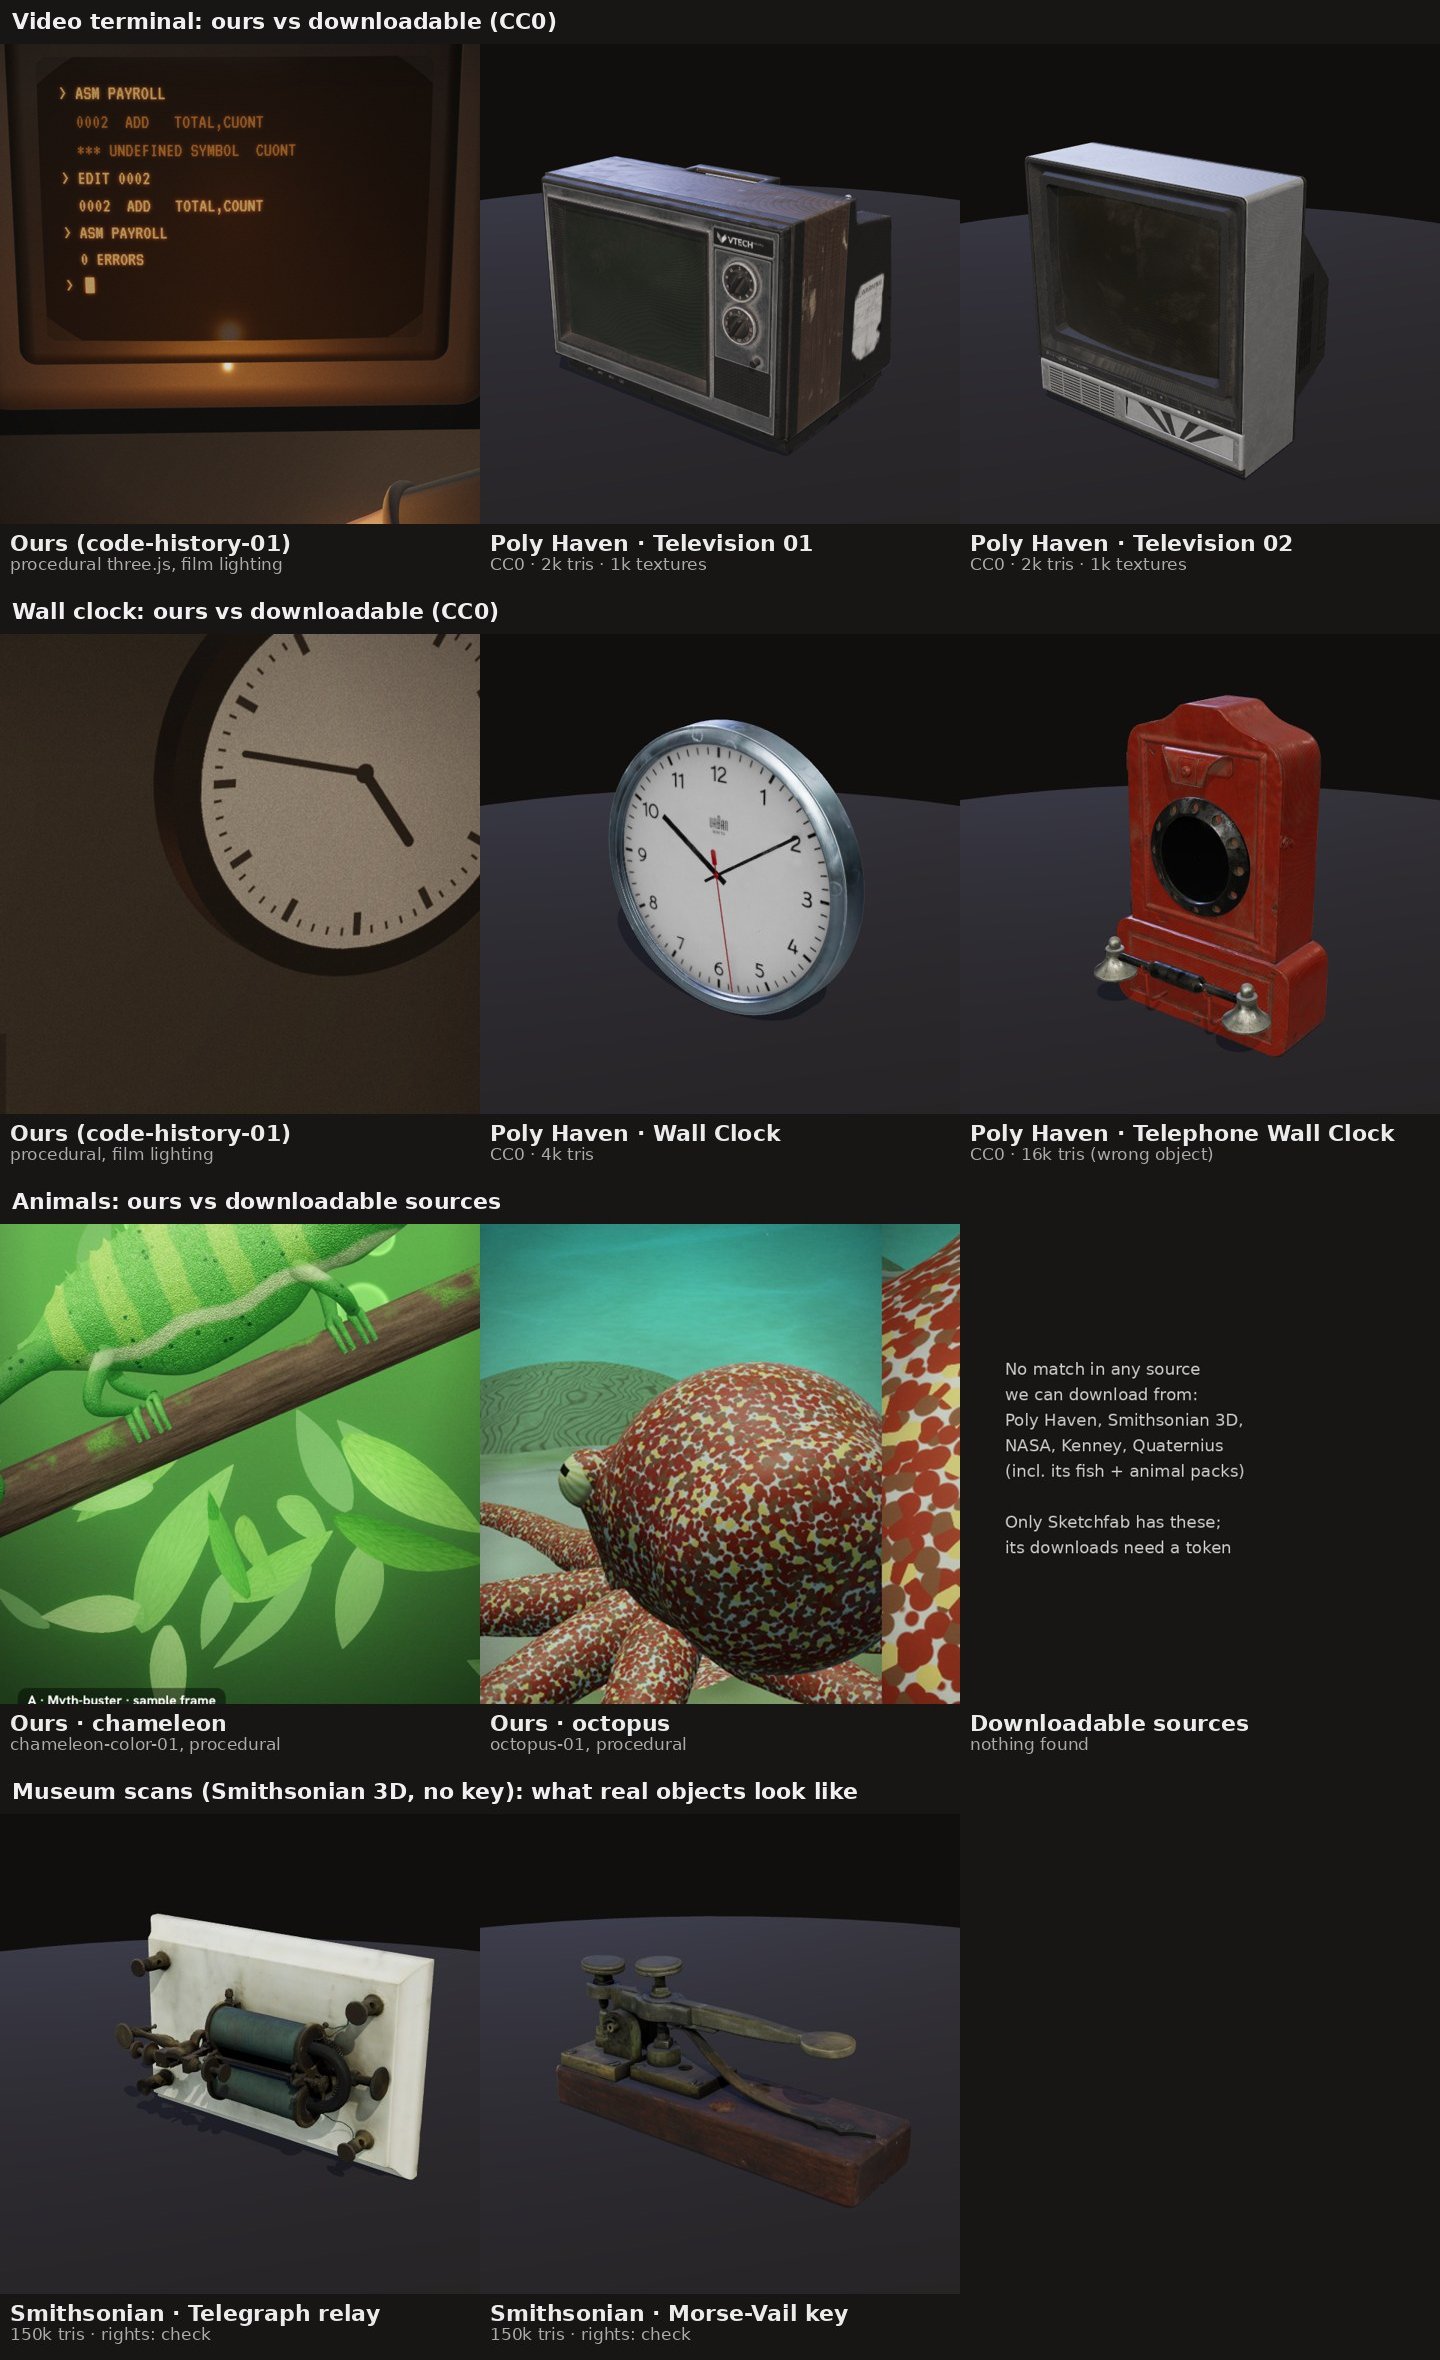 Video terminal: ours vs downloadable (CC0)
❯ ASM PAYROLL
0002 ADD TOTAL,CUONT
*** UNDEFINED SYMBOL CUONT
❯ EDIT 0002
0002 ADD TOTAL,COUNT
❯ ASM PAYROLL
0 ERRORS
❯
VTECH
Ours (code-history-01)
procedural three.js, film lighting
Poly Haven · Television 01
CC0 · 2k tris · 1k textures
Poly Haven · Television 02
CC0 · 2k tris · 1k textures
Wall clock: ours vs downloadable (CC0)
12
1
2
3
4
5
6
7
8
9
10
11
Ours (code-history-01)
procedural, film lighting
Poly Haven · Wall Clock
CC0 · 4k tris
Poly Haven · Telephone Wall Clock
CC0 · 16k tris (wrong object)
Animals: ours vs downloadable sources
A · Myth-buster · sample frame
No match in any source
we can download from:
Poly Haven, Smithsonian 3D,
NASA, Kenney, Quaternius
(incl. its fish + animal packs)
Only Sketchfab has these;
its downloads need a token
Ours · chameleon
chameleon-color-01, procedural
Ours · octopus
octopus-01, procedural
Downloadable sources
nothing found
Museum scans (Smithsonian 3D, no key): what real objects look like
Smithsonian · Telegraph relay
150k tris · rights: check
Smithsonian · Morse-Vail key
150k tris · rights: check